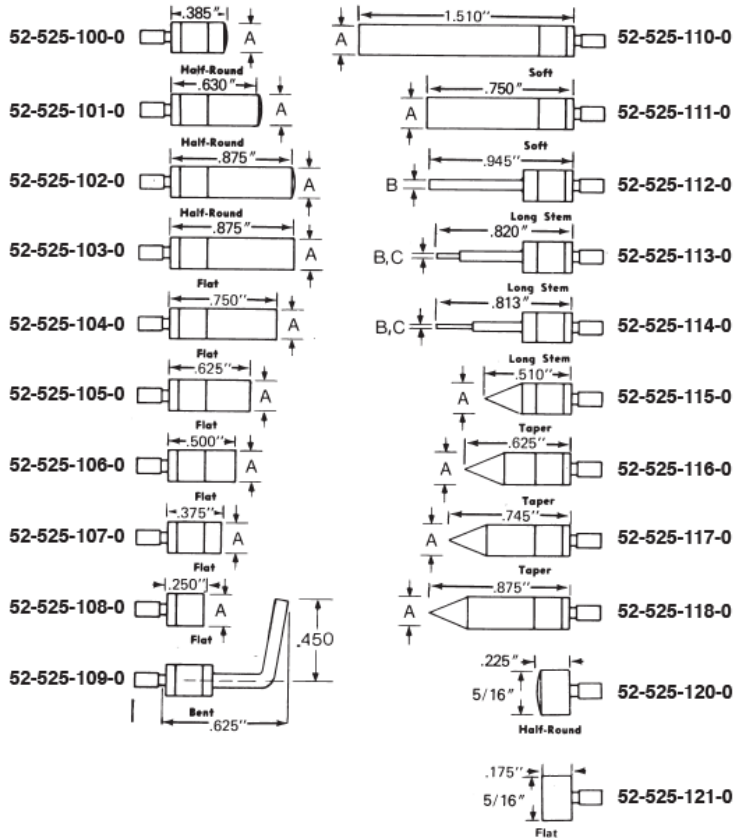 .385″
52-525-100-0 A
Half-Round
.630″
52-525-101-0 A
Half-Round
.875″
52-525-102-0 A
Half-Round
.875″
52-525-103-0 A
Flat
.750''
52-525-104-0 A
Flat
.625''
52-525-105-0 A
Flat
.500''
52-525-106-0 A
Flat
.375''
52-525-107-0 A
Flat
.250''
52-525-108-0 A
Flat
.450
52-525-109-0
Bent
.625''
1.510''
A 52-525-110-0
Soft
.750''
A 52-525-111-0
Soft
.945''
B 52-525-112-0
Long Stem
.820''
B,C 52-525-113-0
Long Stem
.813''
B,C 52-525-114-0
Long Stem
.510''
A 52-525-115-0
Taper
.625''
A 52-525-116-0
Taper
.745''
A 52-525-117-0
Taper
.875''
A 52-525-118-0
.225″
5/16″ 52-525-120-0
Half-Round
.175''
5/16″ 52-525-121-0
Flat